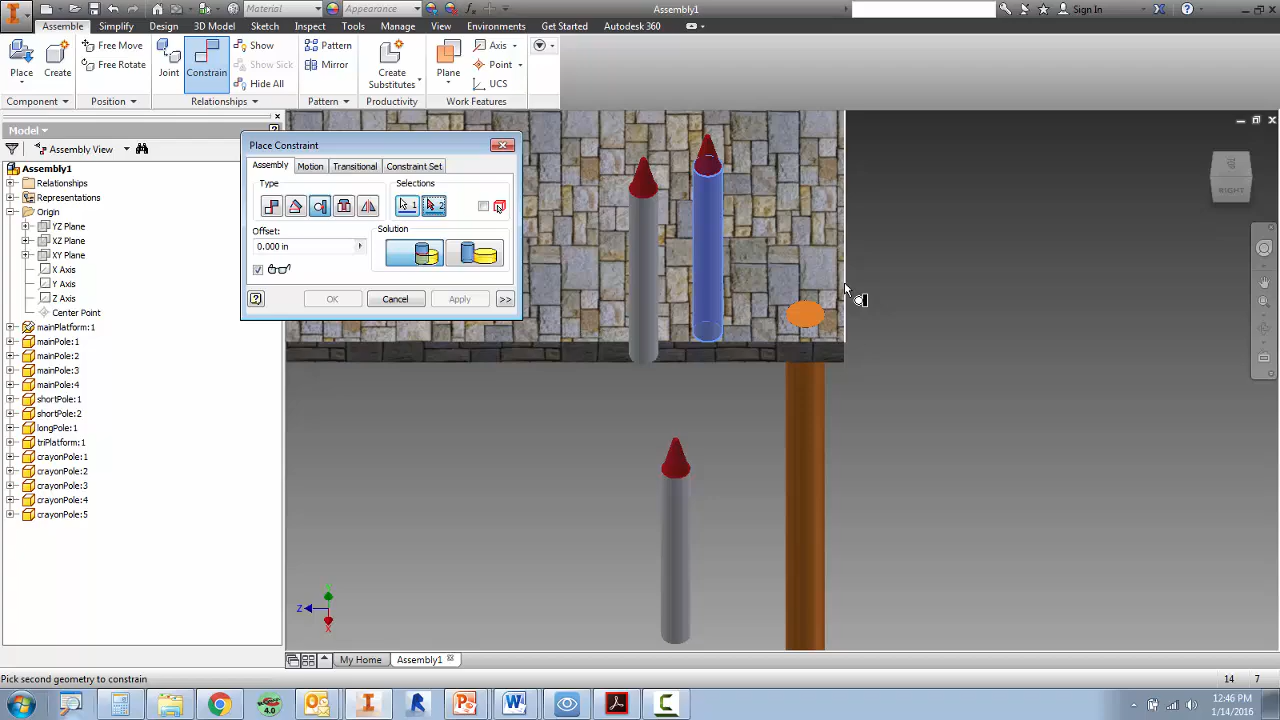 Material
Appearance
Assembly1
Sign In
Assemble
Simplify
Design
3D Model
Sketch
Inspect
Tools
Manage
View
Environments
Get Started
Autodesk 360
Place
Create
Free Move
Free Rotate
Joint
Constrain
Show
Show Sick
Hide All
Pattern
Mirror
Create Substitutes
Plane
Axis
Point
UCS
Component
Position
Relationships
Pattern
Productivity
Work Features
Model
Assembly View
Assembly1
Relationships
Representations
Origin
YZ Plane
XZ Plane
XY Plane
X Axis
Y Axis
Z Axis
Center Point
mainPlatform:1
mainPole:1
mainPole:2
mainPole:3
mainPole:4
shortPole:1
shortPole:2
longPole:1
triPlatform:1
crayonPole:1
crayonPole:2
crayonPole:3
crayonPole:4
crayonPole:5
Place Constraint
Assembly
Motion
Transitional
Constraint Set
Type
Selections
1
2
Offset:
0.000 in
Solution
OK
Cancel
Apply
>>
RIGHT
Z
X
My Home
Assembly1
Pick second geometry to constrain
14
7
4.0
12:46 PM
1/14/2016